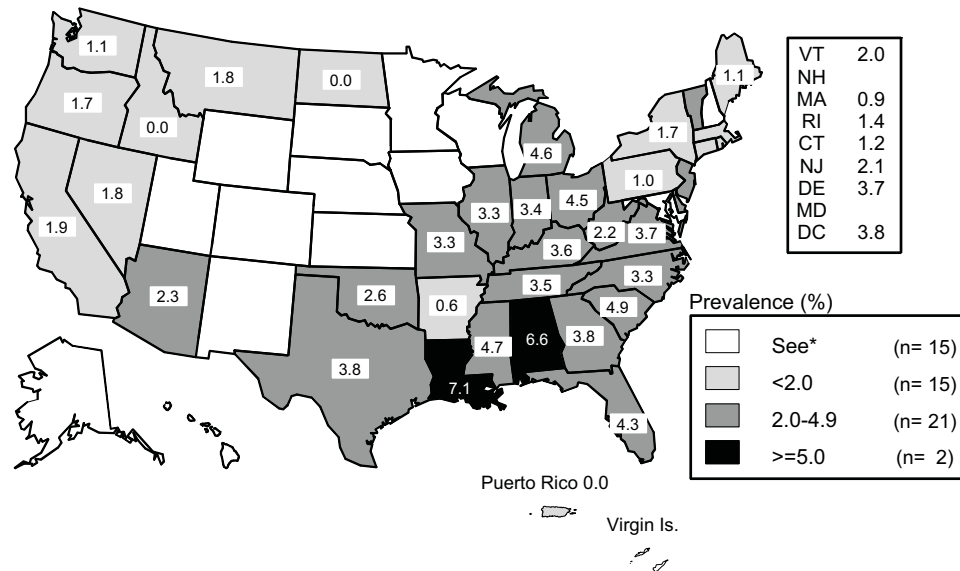 1.1
1.8
0.0
1.1
VT 2.0
NH
MA 0.9
RI 1.4
CT 1.2
NJ 2.1
DE 3.7
MD
DC 3.8
1.7
0.0
1.7
4.6
1.0
1.9
1.8
3.3
3.4
4.5
2.2
3.7
3.3
3.6
2.3
2.6
0.6
3.5
3.3
4.9
3.8
4.7
6.6
3.8
7.1
4.3
Prevalence (%)
See* (n= 15)
<2.0 (n= 15)
2.0-4.9 (n= 21)
>=5.0 (n= 2)
Puerto Rico 0.0
Virgin Is.